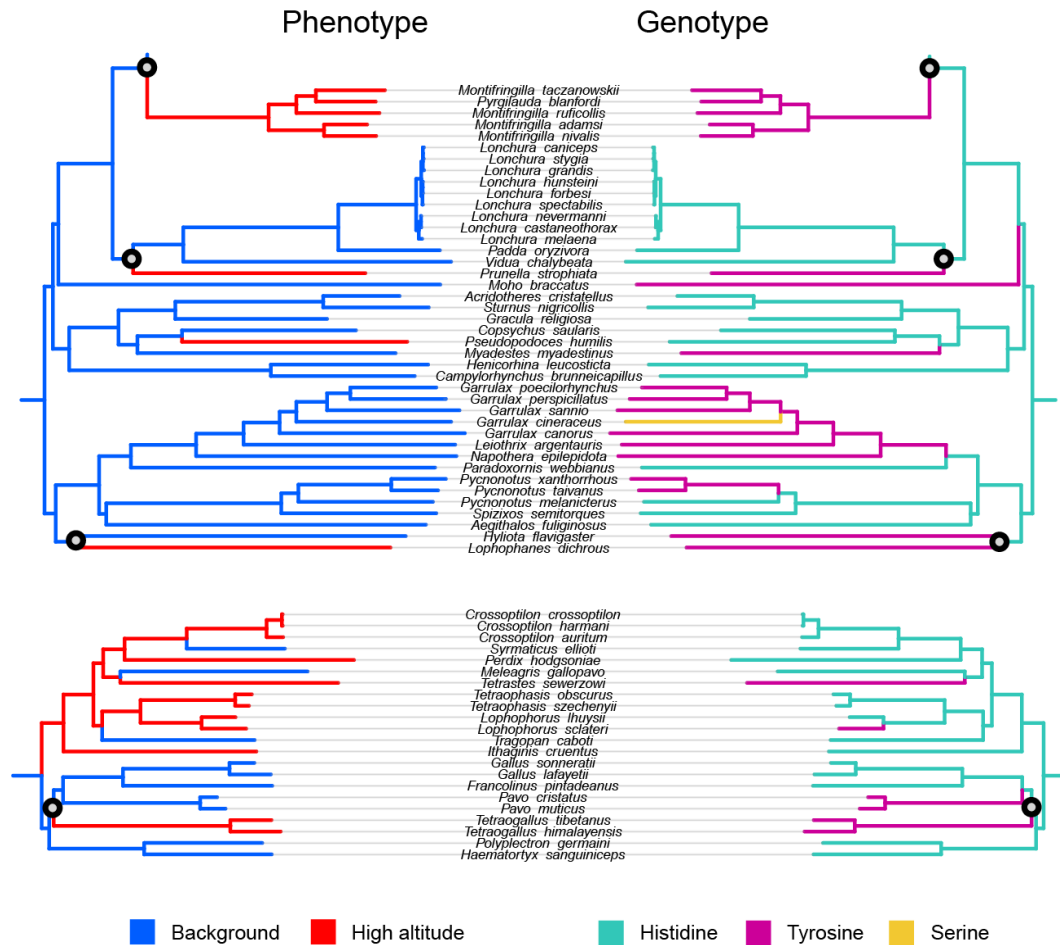 Phenotype Genotype
Montifringilla taczanowskii
Pyrgilauda blanfordi
Montifringilla ruficollis
Montifringilla adamsi
Montifringilla nivalis
Lonchura caniceps
Lonchura stygia
Lonchura grandis
Lonchura hunsteini
Lonchura forbesi
Lonchura spectabilis
Lonchura nevermanni
Lonchura castaneothorax
Lonchura melaena
Padda oryzivora
Vidua chalybeata
Prunella strophiata
Moho braccatus
Acridotheres cristatellus
Sturnus nigricollis
Gracula religiosa
Copsychus saularis
Pseudopodoces humilis
Myadestes myadestinus
Henicorhina leucosticta
Campylorhynchus brunneicapillus
Garrulax poecilorhynchus
Garrulax perspicillatus
Garrulax sannio
Garrulax cineraceus
Garrulax canorus
Leiothrix argentauris
Napothera epilepidota
Paradoxornis webbianus
Pycnonotus xanthorrhous
Pycnonotus taivanus
Pycnonotus melanicterus
Spizixos semitorques
Aegithalos fuliginosus
Hyliota flavigaster
Lophophanes dichrous
Crossoptilon crossoptilon
Crossoptilon harmani
Crossoptilon auritum
Syrmaticus ellioti
Perdix hodgsoniae
Meleagris gallopavo
Tetrastes sewerzowi
Tetraophasis obscurus
Tetraophasis szechenyii
Lophophorus lhuysii
Lophophorus sclateri
Tragopan caboti
Ithaginis cruentus
Gallus sonneratii
Gallus lafayetii
Francolinus pintadeanus
Pavo cristatus
Pavo muticus
Tetraogallus tibetanus
Tetraogallus himalayensis
Polyplectron germaini
Haematortyx sanguiniceps
Background High altitude Histidine Tyrosine Serine